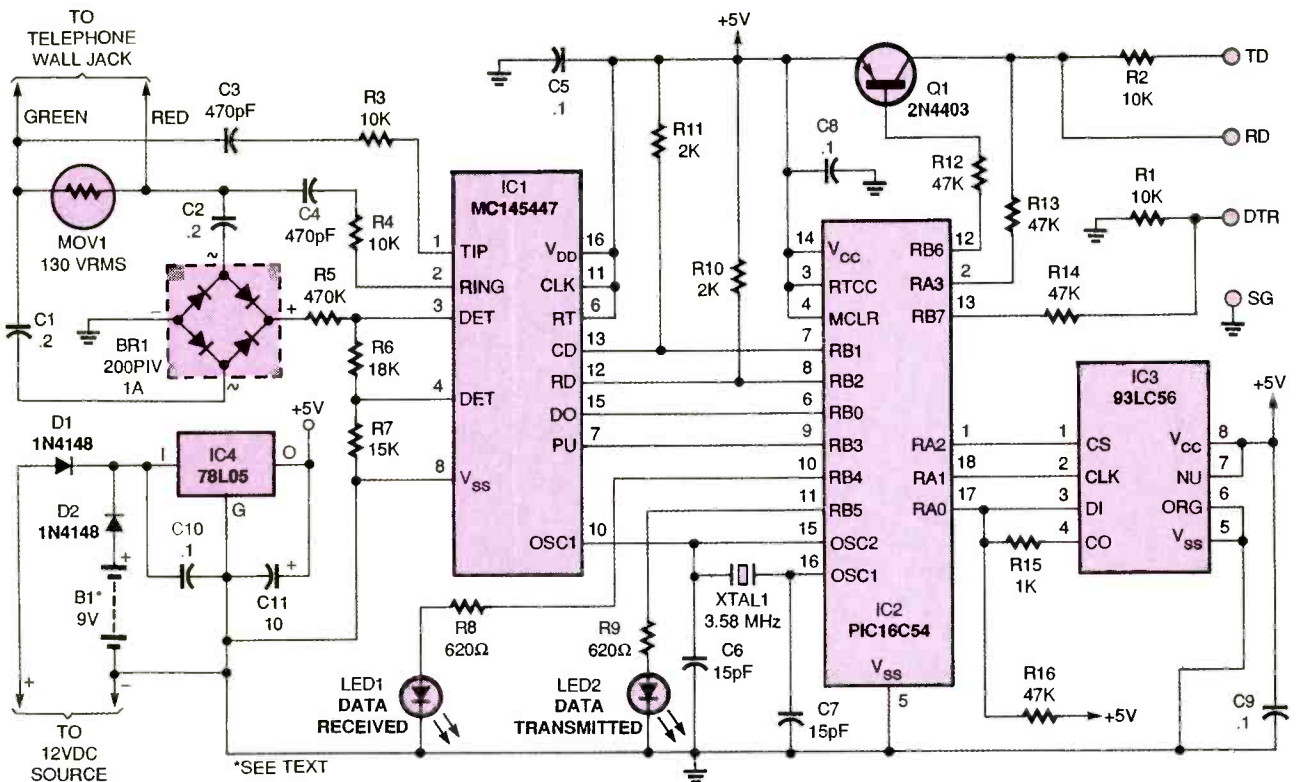 TO
TELEPHONE
WALL JACK
GREEN
RED
C3
470pF
R3
10K
C5
.1
+5V
Q1
2N4403
R2
10K
TD
RD
R1
10K
DTR
SG
MOV1
130 VRMS
C2
.2
C4
470pF
R4
10K
R11
2K
C8
.1
R12
47K
R13
47K
R14
47K
R10
2K
C1
.2
BR1
200PIV
1A
~
~
–
+
R5
470K
R6
18K
R7
15K
IC1
MC145447
1 TIP
2 RING
3 DET
4 DET
8 VSS
VDD 16
CLK 11
RT 6
CD 13
RD 12
DO 15
PU 7
OSC1 10
14 VCC
3 RTCC
4 MCLR
7 RB1
8 RB2
6 RB0
9 RB3
10 RB4
11 RB5
15 OSC2
16 OSC1
RB6 12
RA3 2
RB7 13
RA2 1
RA1 18
RA0 17
IC2
PIC16C54
VSS
5
IC3
93LC56
1 CS
2 CLK
3 DI
4 CO
VCC 8
NU 7
ORG 6
VSS 5
+5V
R15
1K
R16
47K
+5V
C9
.1
D1
1N4148
D2
1N4148
IC4
78L05
I
O
G
+5V
C10
.1
C11
10
+
B1*
9V
+
+
–
TO
12VDC
SOURCE
*SEE TEXT
R8
620Ω
R9
620Ω
LED1
DATA
RECEIVED
LED2
DATA
TRANSMITTED
XTAL1
3.58 MHz
C6
15pF
C7
15pF